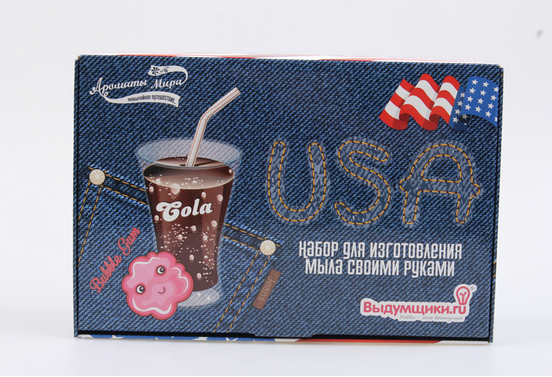 Ароматы Мира
USA
Cola
Bubble Gum
Набор для изготовления
мыла своими руками
Выдумщики.ru